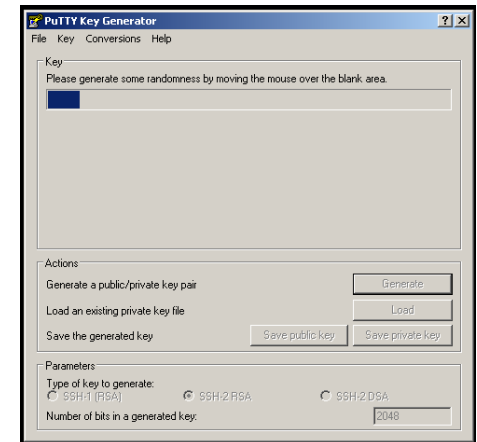 PuTTY Key Generator
File Key Conversions Help
Key
Please generate some randomness by moving the mouse over the blank area.
Actions
Generate a public/private key pair
Generate
Load an existing private key file
Load
Save the generated key
Save public key
Save private key
Parameters
Type of key to generate:
SSH-1 (RSA)
SSH-2 RSA
SSH-2 DSA
Number of bits in a generated key:
2048